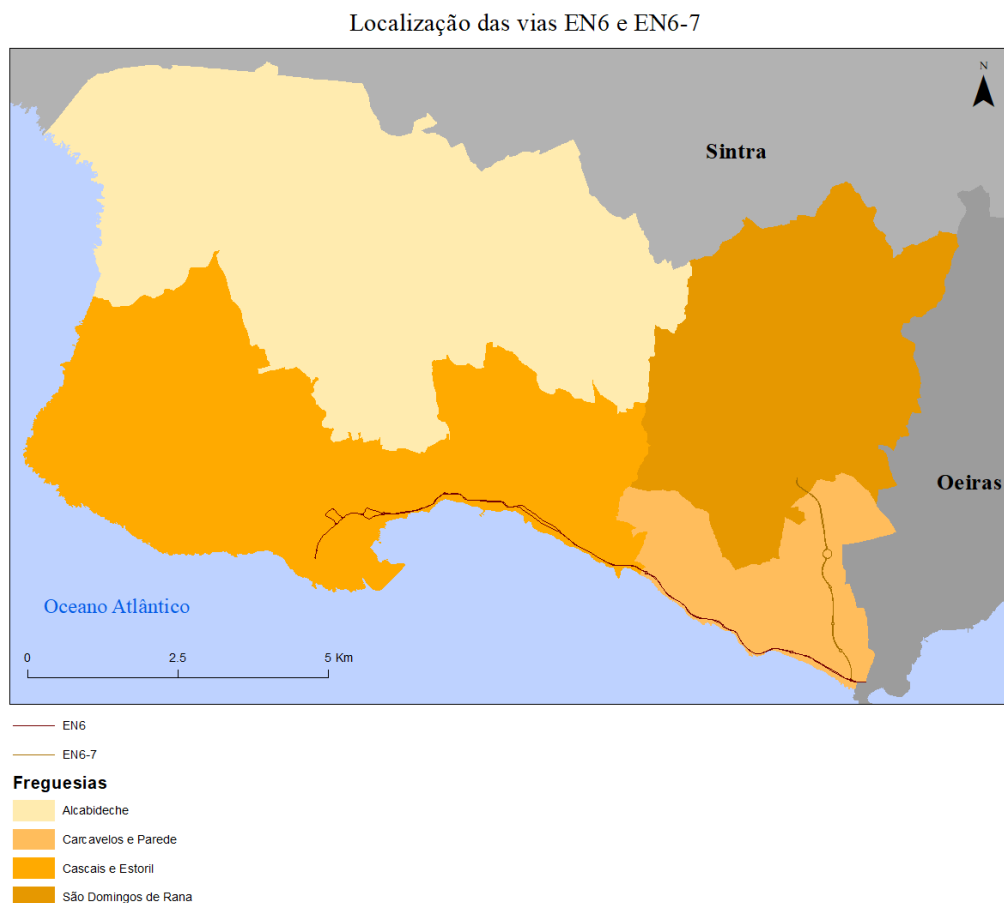 Localização das vias EN6 e EN6-7
N
Sintra
Oeiras
Oceano Atlântico
0 2.5 5 Km
EN6
EN6-7
Freguesias
Alcabideche
Carcavelos e Parede
Cascais e Estoril
São Domingos de Rana